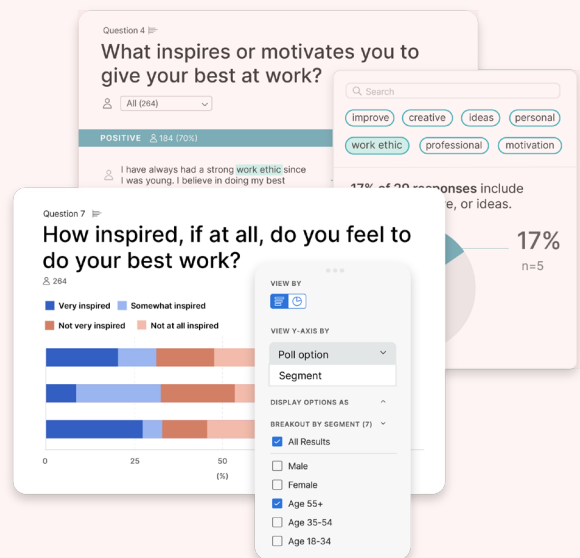 Question 4
What inspires or motivates you to
give your best at work?
All (264)
POSITIVE 184 (70%)
I have always had a strong work ethic since
I was young. I believe in doing my best
Search
improve creative ideas personal
work ethic professional motivation
17% of 29 responses include
e, or ideas.
17%
n=5
Question 7
How inspired, if at all, do you feel to
do your best work?
264
Very inspired Somewhat inspired
Not very inspired Not at all inspired
0 25 50
(%)
VIEW BY
VIEW Y-AXIS BY
Poll option
Segment
DISPLAY OPTIONS AS
BREAKOUT BY SEGMENT (7)
All Results
Male
Female
Age 55+
Age 35-54
Age 18-34